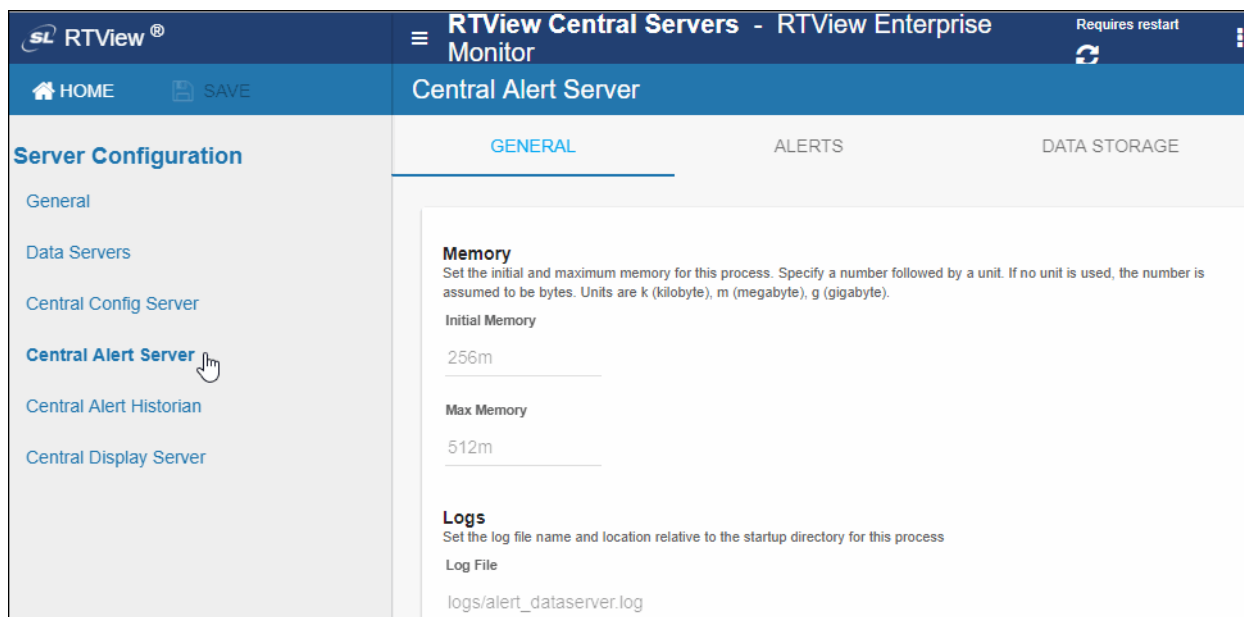 SL RTView ®
RTView Central Servers - RTView Enterprise
Monitor
Requires restart
HOME
SAVE
Central Alert Server
Server Configuration
General
Data Servers
Central Config Server
Central Alert Server
Central Alert Historian
Central Display Server
GENERAL
ALERTS
DATA STORAGE
Memory
Set the initial and maximum memory for this process. Specify a number followed by a unit. If no unit is used, the number is
assumed to be bytes. Units are k (kilobyte), m (megabyte), g (gigabyte).
Initial Memory
256m
Max Memory
512m
Logs
Set the log file name and location relative to the startup directory for this process
Log File
logs/alert_dataserver.log